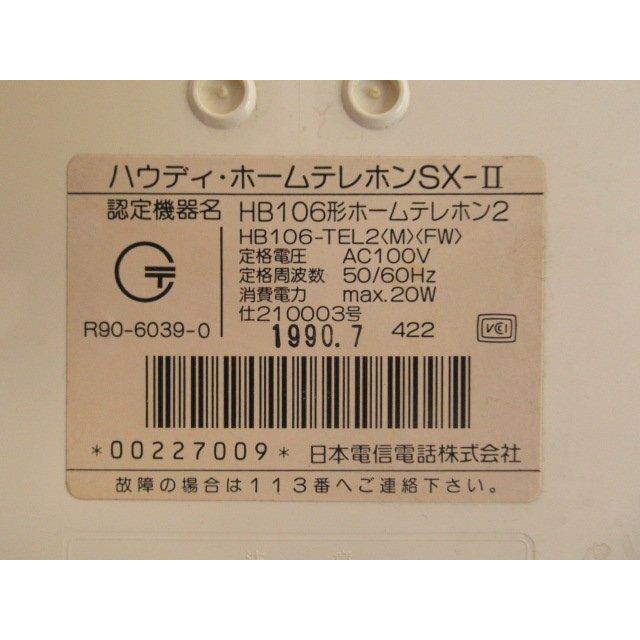 ハウディ・ホームテレホンSX-Ⅱ
認定機器名 HB106形ホームテレホン2
HB106-TEL2〈M〉〈FW〉
定格電圧 AC100V
定格周波数 50/60Hz
消費電力 max.20W
仕210003号
R90-6039-0 1990.7 422 VCI
*00227009* 日本電信電話株式会社
故障の場合は113番へご連絡下さい。